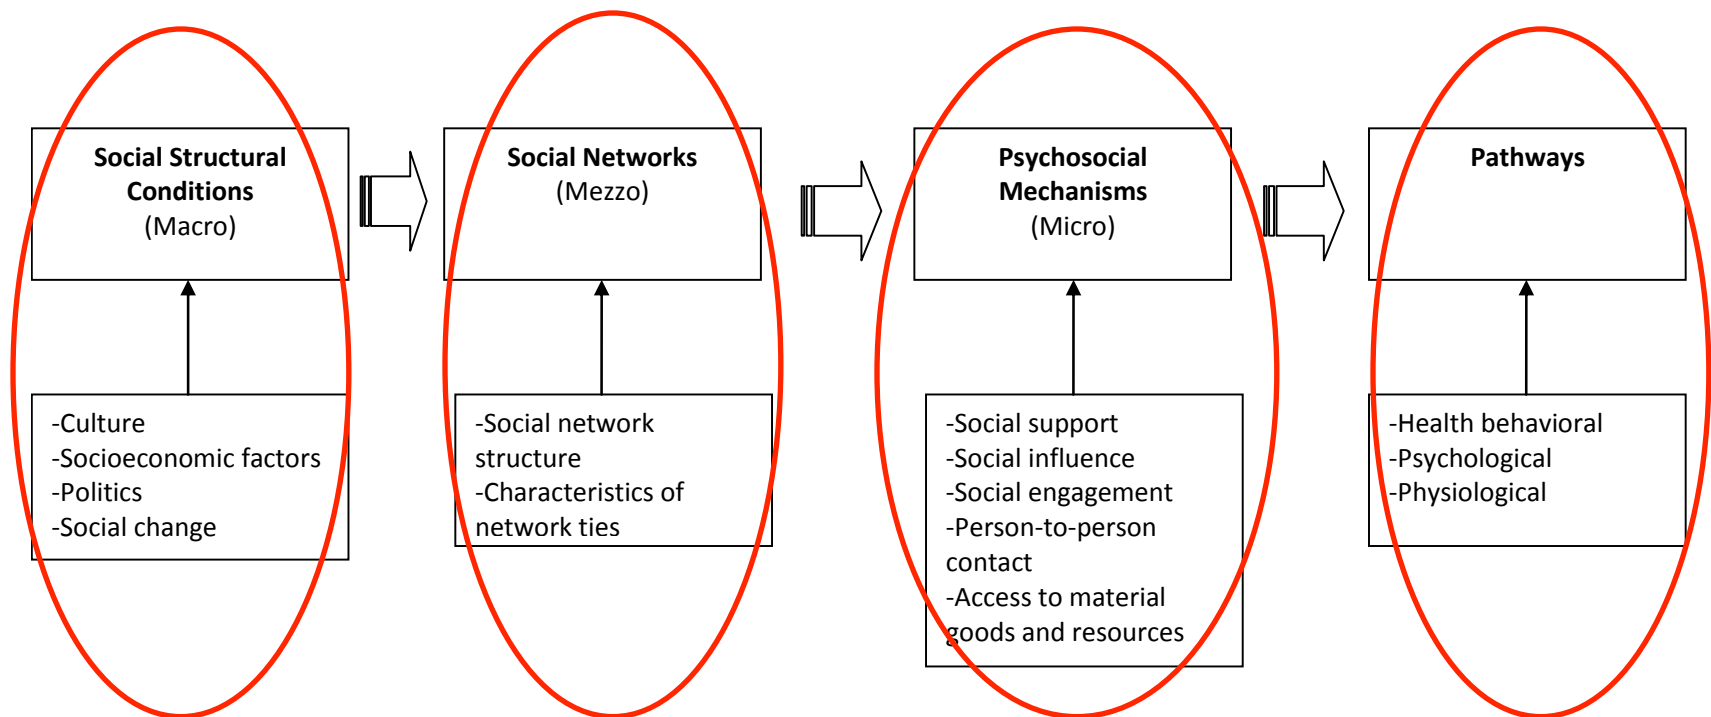 Social Structural
Conditions
(Macro)
Social Networks
(Mezzo)
Psychosocial
Mechanisms
(Micro)
Pathways
-Culture
-Socioeconomic factors
-Politics
-Social change
-Social network
structure
-Characteristics of
network ties
-Social support
-Social influence
-Social engagement
-Person-to-person
contact
-Access to material
goods and resources
-Health behavioral
-Psychological
-Physiological